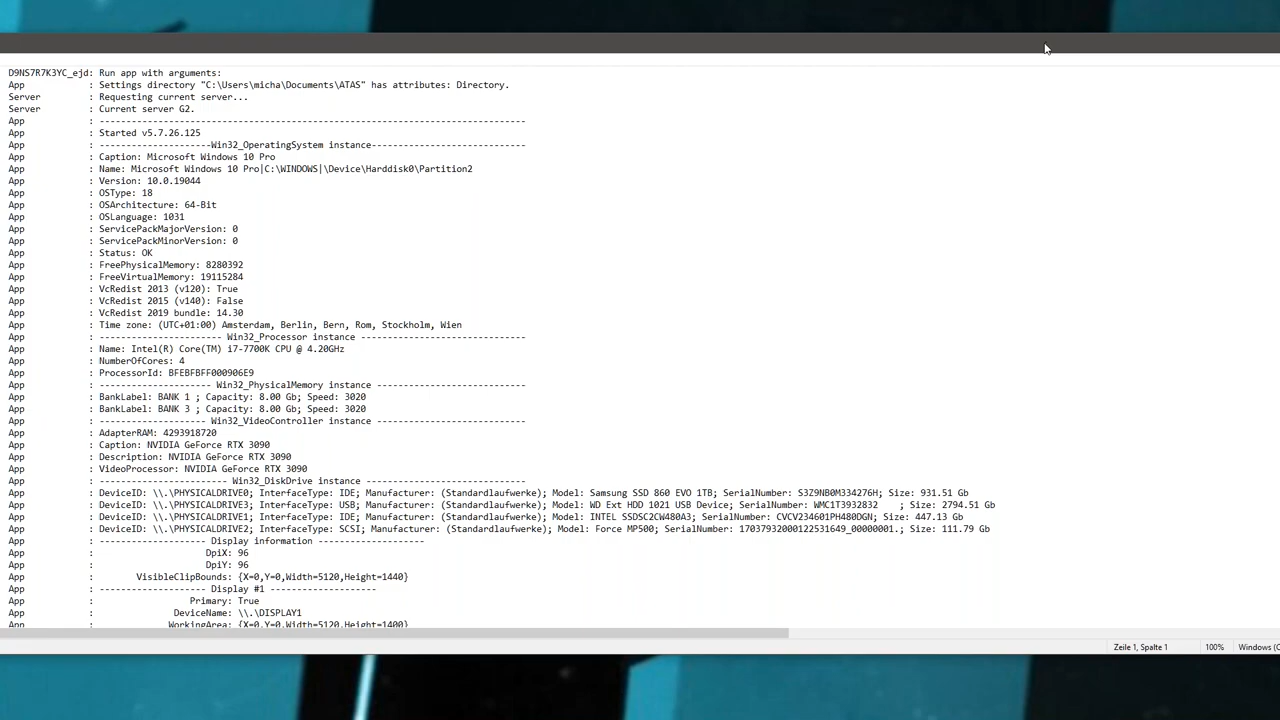 D9NS7R7K3YC_ejd: Run app with arguments:
App : Settings directory "C:\Users\micha\Documents\ATAS" has attributes: Directory.
Server : Requesting current server...
Server : Current server G2.
App : -----------------------------------------------------------------------
App : Started v5.7.26.125
App : ---------------------Win32_OperatingSystem instance----------------------------
App : Caption: Microsoft Windows 10 Pro
App : Name: Microsoft Windows 10 Pro|C:\WINDOWS|\Device\Harddisk0\Partition2
App : Version: 10.0.19044
App : OSType: 18
App : OSArchitecture: 64-Bit
App : OSLanguage: 1031
App : ServicePackMajorVersion: 0
App : ServicePackMinorVersion: 0
App : Status: OK
App : FreePhysicalMemory: 8280392
App : FreeVirtualMemory: 19115284
App : VcRedist 2013 (v120): True
App : VcRedist 2015 (v140): False
App : VcRedist 2019 bundle: 14.30
App : Time zone: (UTC+01:00) Amsterdam, Berlin, Bern, Rom, Stockholm, Wien
App : --------------------- Win32_Processor instance ----------------------------
App : Name: Intel(R) Core(TM) i7-7700K CPU @ 4.20GHz
App : NumberOfCores: 4
App : ProcessorId: BFEBFBFF000906E9
App : --------------------- Win32_PhysicalMemory instance ----------------------------
App : BankLabel: BANK 1 ; Capacity: 8.00 Gb; Speed: 3020
App : BankLabel: BANK 3 ; Capacity: 8.00 Gb; Speed: 3020
App : ---------------------Win32_VideoController instance ----------------------------
App : AdapterRAM: 4293918720
App : Caption: NVIDIA GeForce RTX 3090
App : Description: NVIDIA GeForce RTX 3090
App : VideoProcessor: NVIDIA GeForce RTX 3090
App : -------------------- Win32_DiskDrive instance ----------------------------
App : DeviceID: \\.\PHYSICALDRIVE0; InterfaceType: IDE; Manufacturer: (Standardlaufwerke); Model: Samsung SSD 860 EVO 1TB; SerialNumber: S3Z9NB0M334276H; Size: 931.51 Gb
App : DeviceID: \\.\PHYSICALDRIVE3; InterfaceType: USB; Manufacturer: (Standardlaufwerke); Model: WD Ext HDD 1021 USB Device; SerialNumber: WMC1T3932832 ; Size: 2794.51 Gb
App : DeviceID: \\.\PHYSICALDRIVE1; InterfaceType: IDE; Manufacturer: (Standardlaufwerke); Model: INTEL SSDSC2CW480A3; SerialNumber: CVCV234601PH480DGN; Size: 447.13 Gb
App : DeviceID: \\.\PHYSICALDRIVE2; InterfaceType: SCSI; Manufacturer: (Standardlaufwerke); Model: Force MP500; SerialNumber: 1703793200012253​1649_00000001.; Size: 111.79 Gb
App : -------------------- Display information --------------------
App : DpiX: 96
App : DpiY: 96
App : VisibleClipBounds: {X=0,Y=0,Width=5120,Height=1440}
App : -------------------- Display #1 -------------------
App : Primary: True
App : DeviceName: \\.\DISPLAY1
App : WorkingArea: {X=0,Y=0,Width=5120,Height=1400}
Zeile 1, Spalte 1 100% Windows (C